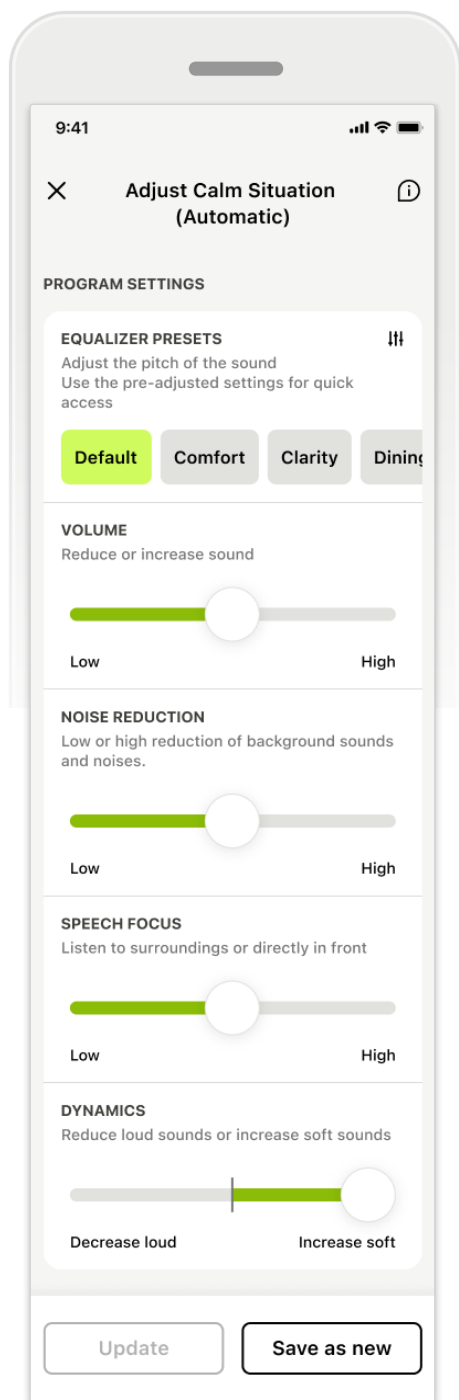 9:41
Adjust Calm Situation
(Automatic)
PROGRAM SETTINGS
EQUALIZER PRESETS
Adjust the pitch of the sound
Use the pre-adjusted settings for quick
access
Default Comfort Clarity Dining
VOLUME
Reduce or increase sound
Low High
NOISE REDUCTION
Low or high reduction of background sounds
and noises.
Low High
SPEECH FOCUS
Listen to surroundings or directly in front
Low High
DYNAMICS
Reduce loud sounds or increase soft sounds
Decrease loud Increase soft
Update Save as new